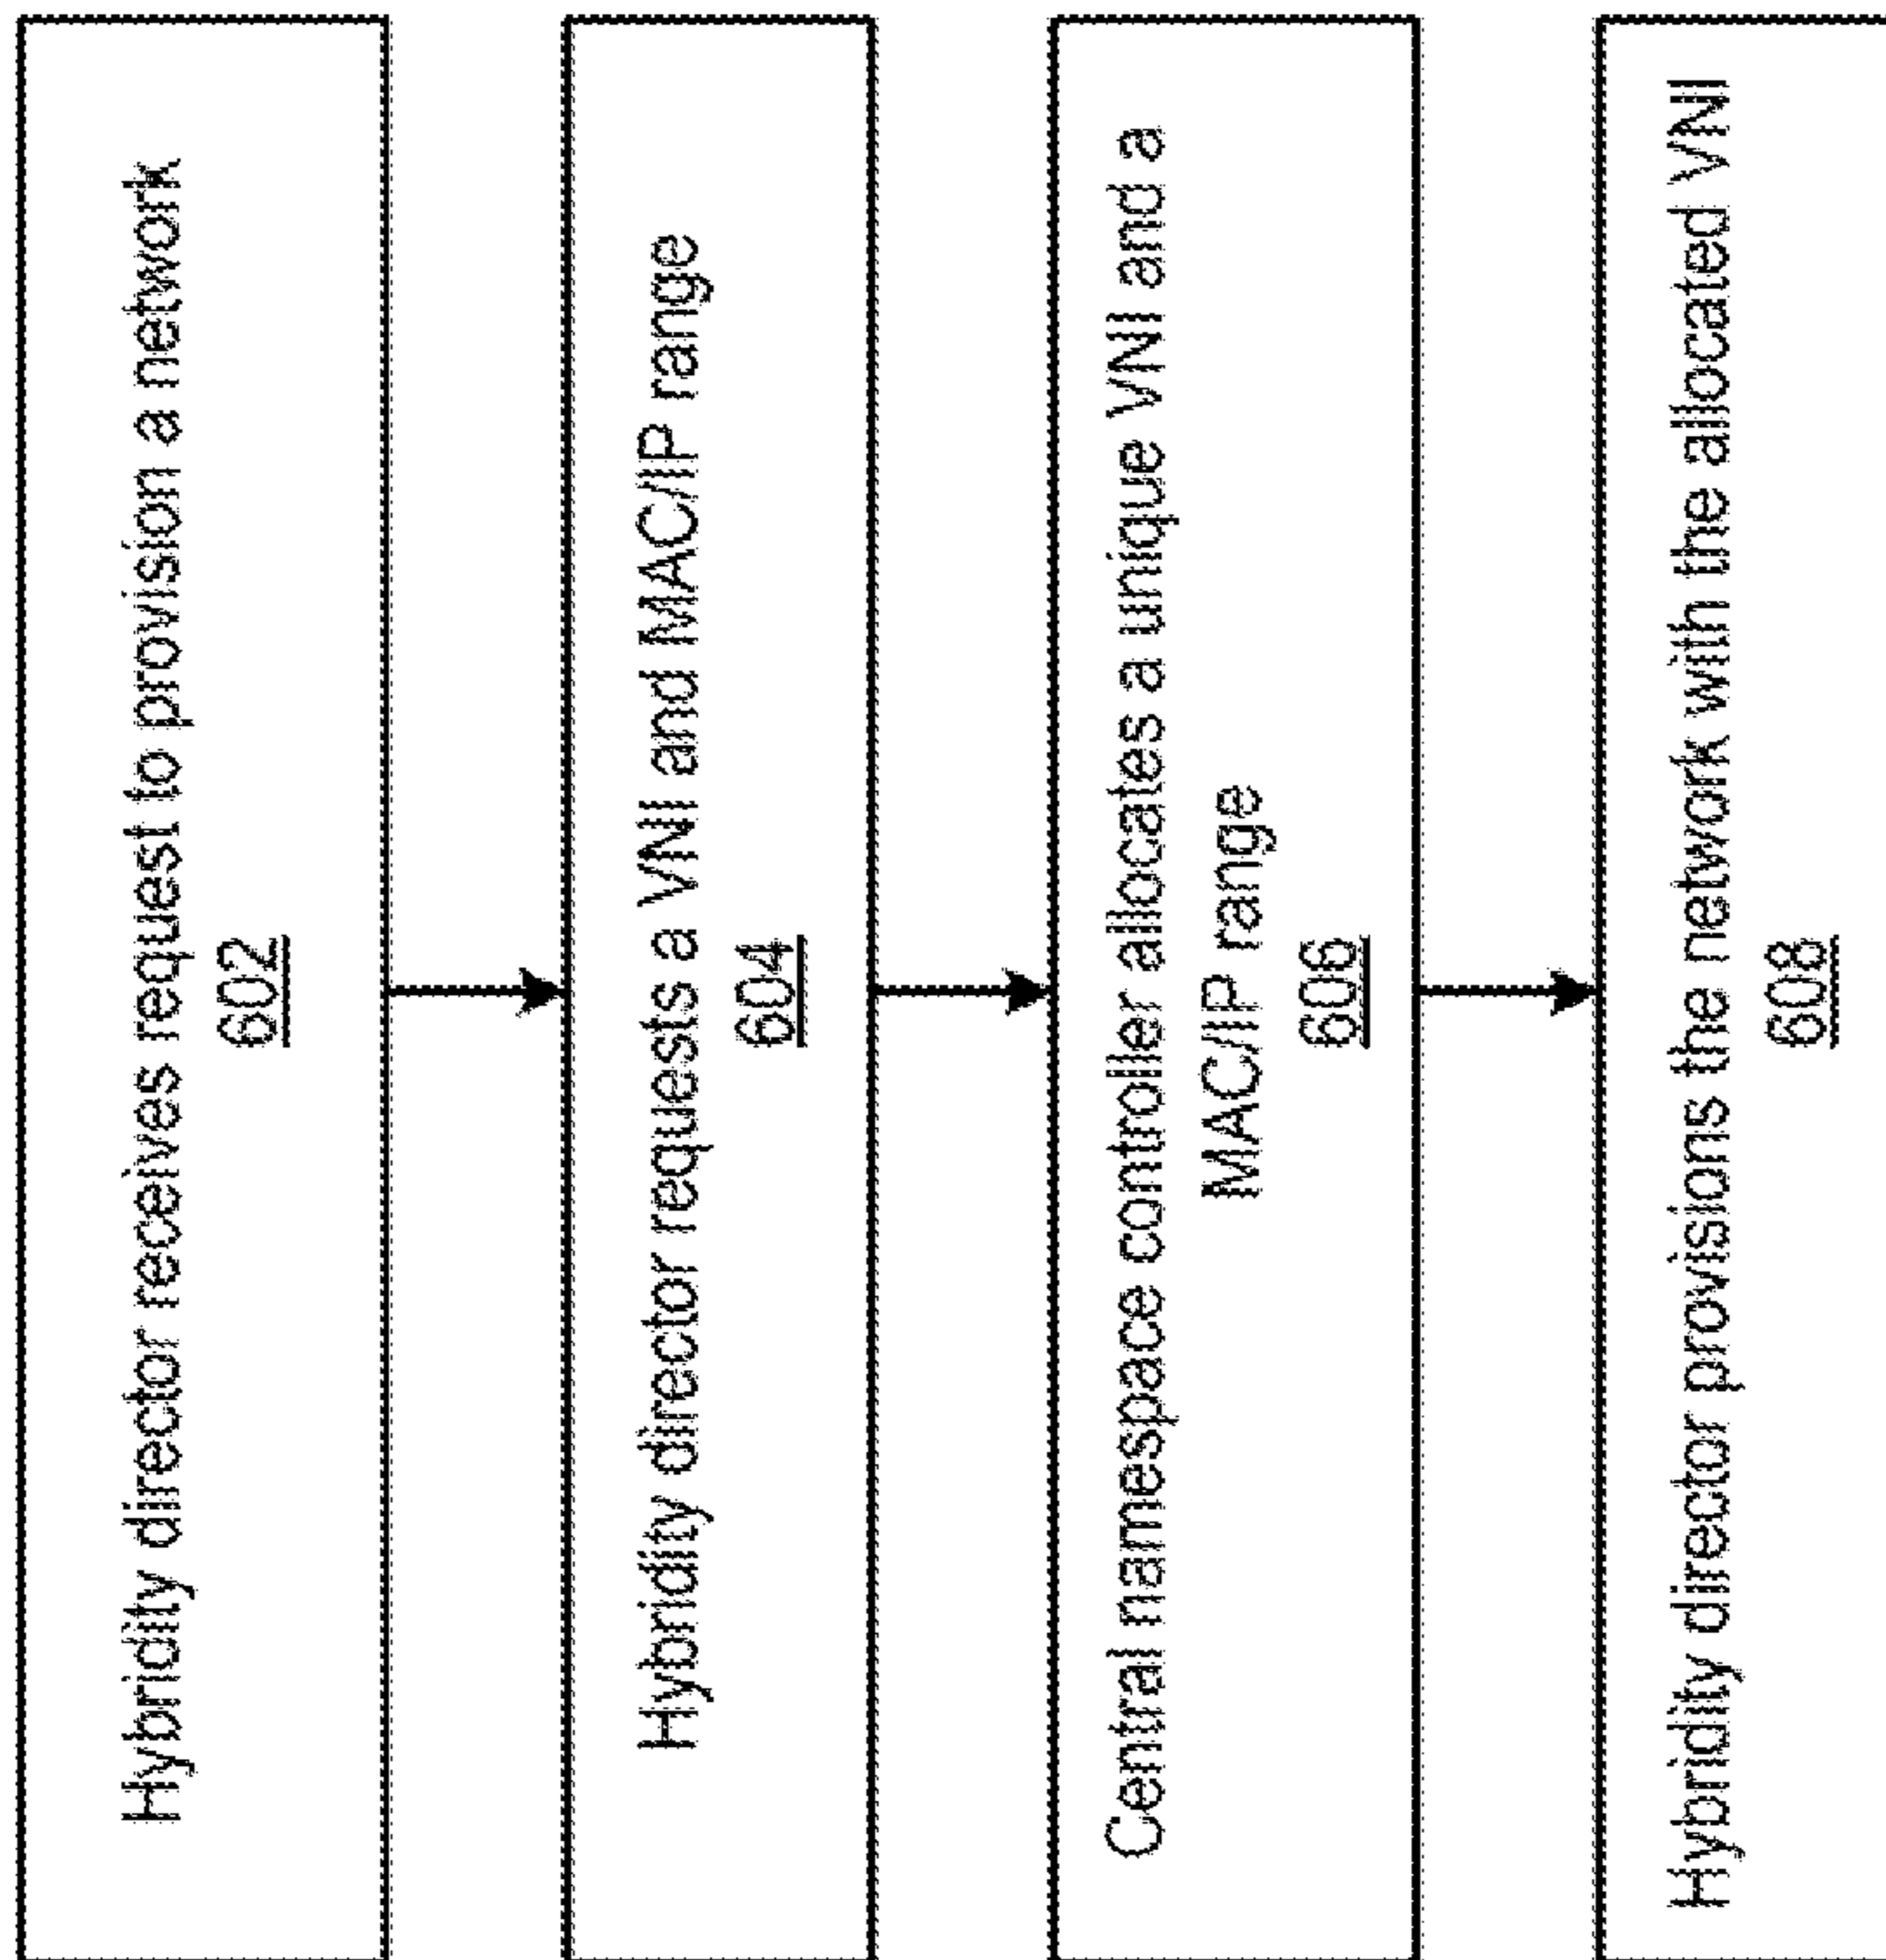 Hybridity director receives request to provision a network
602
Hybridity director requests a VNI and MAC/IP range
604
Central namespace controller allocates a unique VNI and a
MAC/IP range
606
Hybridity director provisions the network with the allocated VNI
608